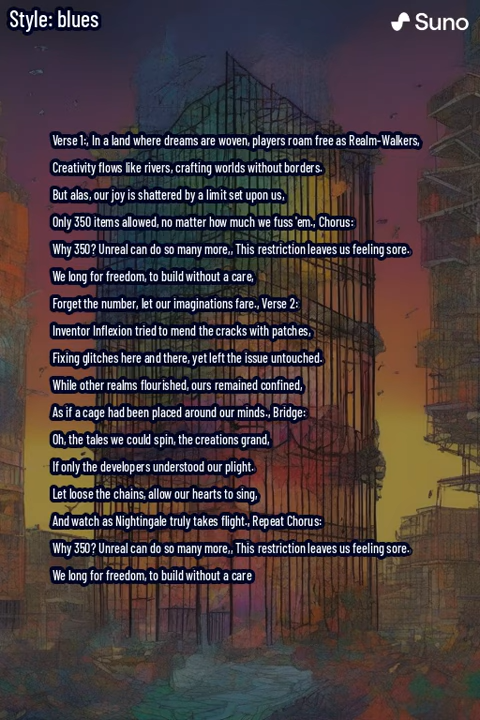 Style: blues
Suno
Verse 1:, In a land where dreams are woven, players roam free as Realm-Walkers,
Creativity flows like rivers, crafting worlds without borders.
But alas, our joy is shattered by a limit set upon us,
Only 350 items allowed, no matter how much we fuss 'em., Chorus:
Why 350? Unreal can do so many more,, This restriction leaves us feeling sore.
We long for freedom, to build without a care,
Forget the number, let our imaginations fare., Verse 2:
Inventor Inflexion tried to mend the cracks with patches,
Fixing glitches here and there, yet left the issue untouched.
While other realms flourished, ours remained confined,
As if a cage had been placed around our minds., Bridge:
Oh, the tales we could spin, the creations grand,
If only the developers understood our plight.
Let loose the chains, allow our hearts to sing,
And watch as Nightingale truly takes flight., Repeat Chorus:
Why 350? Unreal can do so many more,, This restriction leaves us feeling sore.
We long for freedom, to build without a care